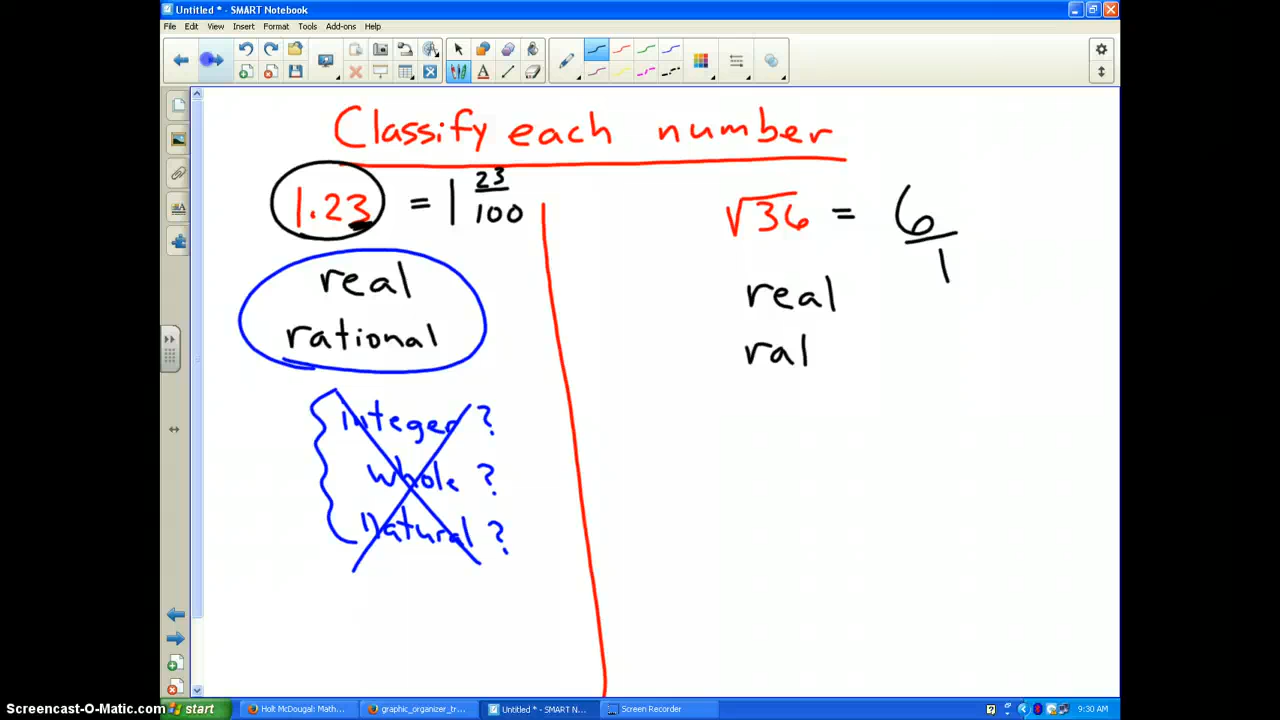 Untitled * - SMART Notebook
File Edit View Insert Format Tools Add-ons Help
Classify each number
1.23 = 1 23/100
real
rational
integer ?
whole ?
natural ?
√36 = 6/1
real
ral
Screencast-O-Matic.com
start
Holt McDougal: Math...
graphic_organizer_tr...
Untitled * - SMART N...
Screen Recorder
9:30 AM